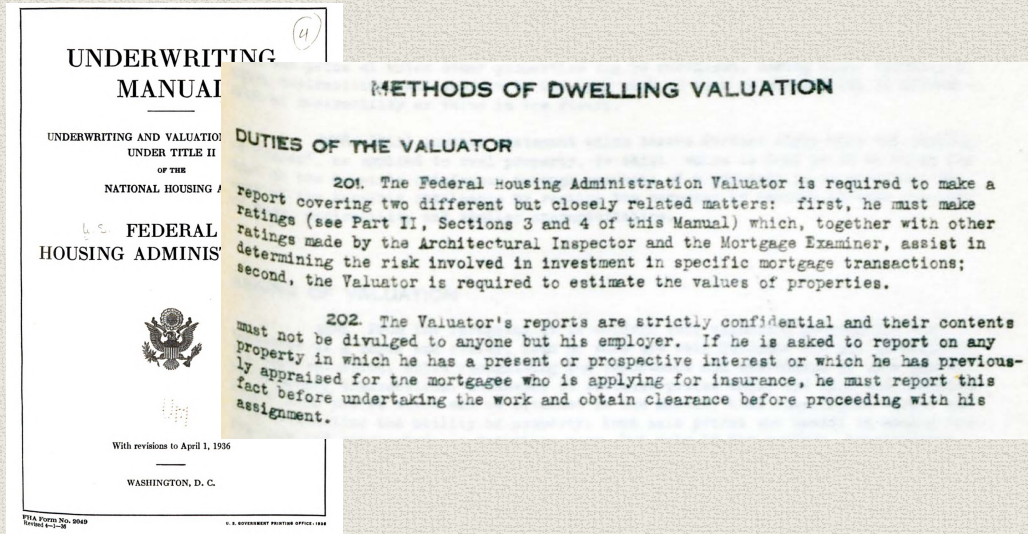 4
UNDERWRITING
MANUAL
UNDERWRITING AND VALUATION
UNDER TITLE II
OF THE
NATIONAL HOUSING A
U. S. FEDERAL
HOUSING ADMINIS
With revisions to April 1, 1936
WASHINGTON, D. C.
FHA Form No. 2049
Revised 4—1—36
U. S. GOVERNMENT PRINTING OFFICE: 1936
METHODS OF DWELLING VALUATION
DUTIES OF THE VALUATOR
201. The Federal Housing Administration Valuator is required to make a
report covering two different but closely related matters: first, he must make
ratings (see Part II, Sections 3 and 4 of this Manual) which, together with other
ratings made by the Architectural Inspector and the Mortgage Examiner, assist in
determining the risk involved in investment in specific mortgage transactions;
second, the Valuator is required to estimate the values of properties.
202. The Valuator's reports are strictly confidential and their contents
must not be divulged to anyone but his employer. If he is asked to report on any
property in which he has a present or prospective interest or which he has previous-
ly appraised for the mortgagee who is applying for insurance, he must report this
fact before undertaking the work and obtain clearance before proceeding with his
assignment.